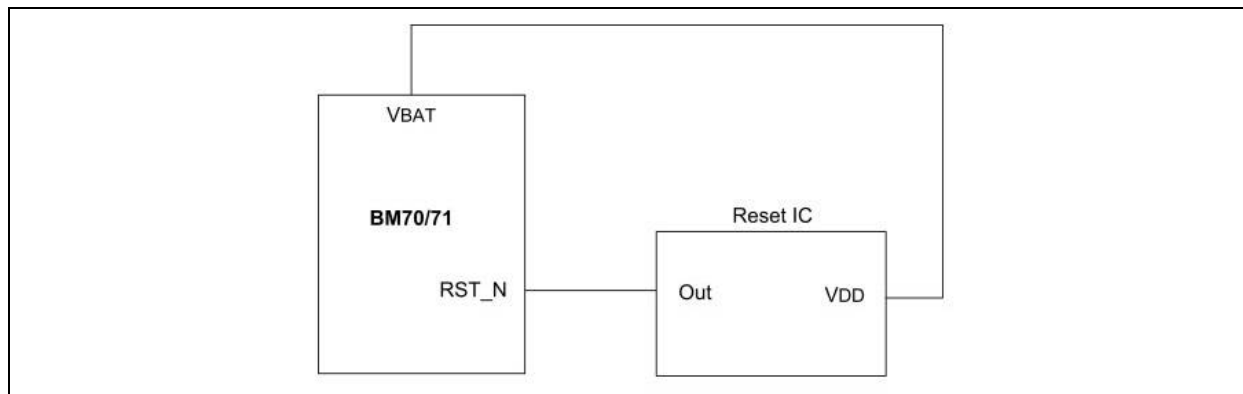 VBAT
BM70/71
Reset IC
RST_N
Out
VDD